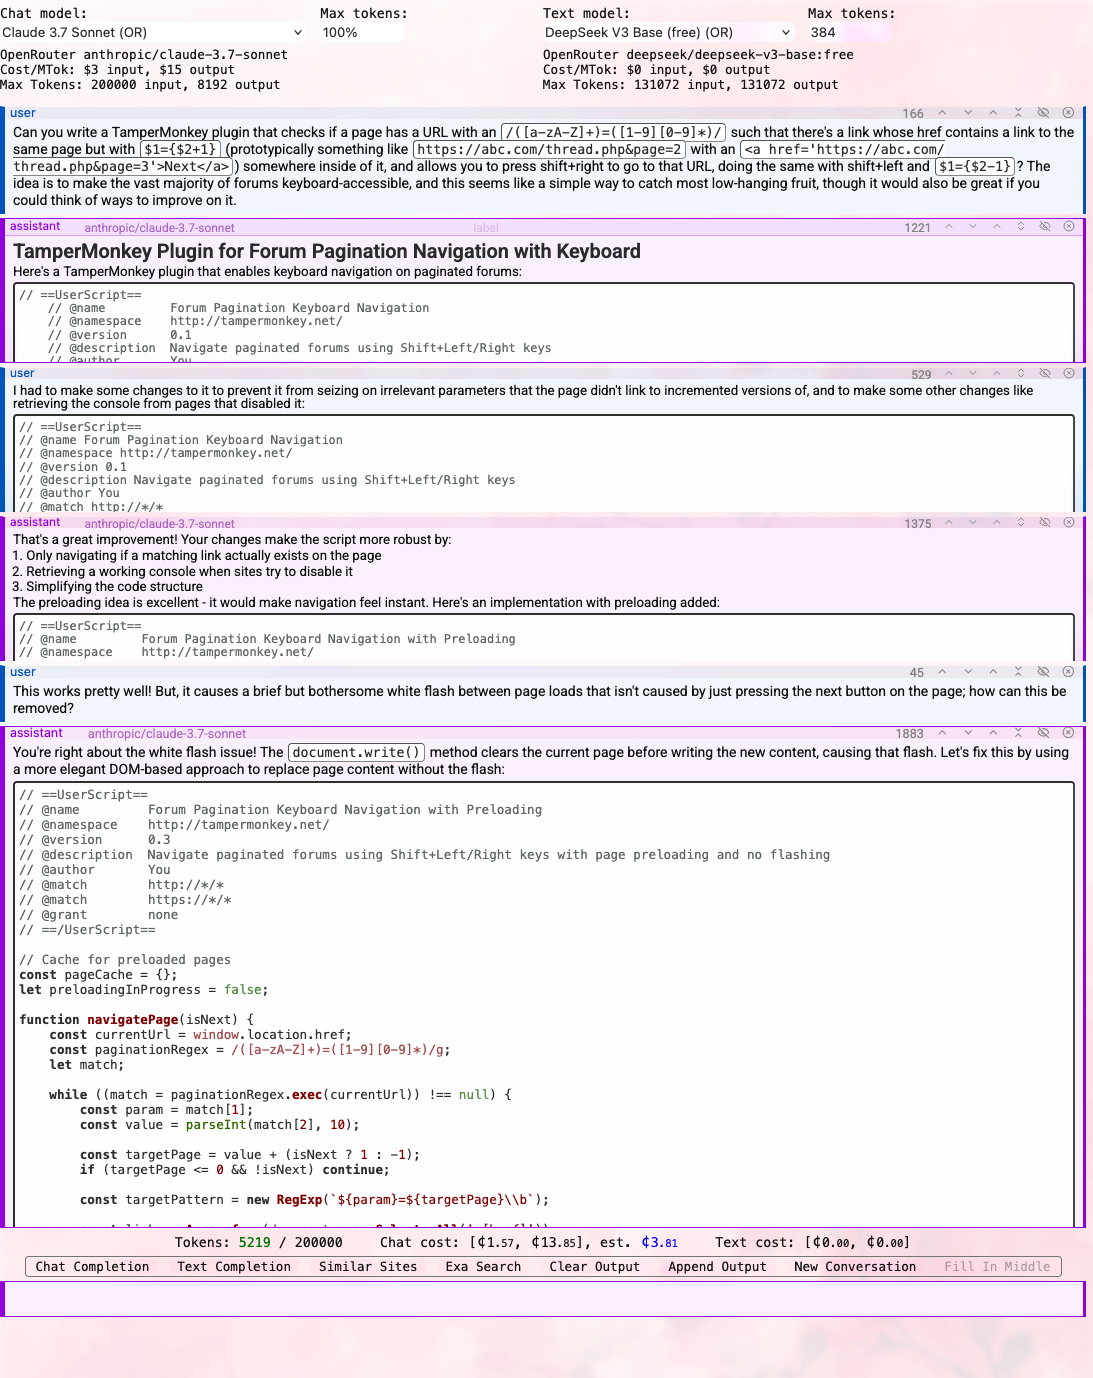 Chat model:
Max tokens:
Text model:
Max tokens:
Claude 3.7 Sonnet (OR)
100%
DeepSeek V3 Base (free) (OR)
384
OpenRouter anthropic/claude-3.7-sonnet
OpenRouter deepseek/deepseek-v3-base:free
Cost/MTok: $3 input, $15 output
Cost/MTok: $0 input, $0 output
Max Tokens: 200000 input, 8192 output
Max Tokens: 131072 input, 131072 output
user
166
Can you write a TamperMonkey plugin that checks if a page has a URL with an /([a-zA-Z]+)=([1-9][0-9]*)/ such that there's a link whose href contains a link to the
same page but with $1={$2+1} (prototypically something like https://abc.com/thread.php&page=2 with an <a href='https://abc.com/
thread.php&page=3'>Next</a>) somewhere inside of it, and allows you to press shift+right to go to that URL, doing the same with shift+left and $1={$2-1}? The
idea is to make the vast majority of forums keyboard-accessible, and this seems like a simple way to catch most low-hanging fruit, though it would also be great if you
could think of ways to improve on it.
assistant anthropic/claude-3.7-sonnet label 1221
TamperMonkey Plugin for Forum Pagination Navigation with Keyboard
Here's a TamperMonkey plugin that enables keyboard navigation on paginated forums:
// ==UserScript==
// @name Forum Pagination Keyboard Navigation
// @namespace http://tampermonkey.net/
// @version 0.1
// @description Navigate paginated forums using Shift+Left/Right keys
// @author You
user
529
I had to make some changes to it to prevent it from seizing on irrelevant parameters that the page didn't link to incremented versions of, and to make some other changes like
retrieving the console from pages that disabled it:
// ==UserScript==
// @name Forum Pagination Keyboard Navigation
// @namespace http://tampermonkey.net/
// @version 0.1
// @description Navigate paginated forums using Shift+Left/Right keys
// @author You
// @match http://*/*
assistant anthropic/claude-3.7-sonnet 1375
That's a great improvement! Your changes make the script more robust by:
1. Only navigating if a matching link actually exists on the page
2. Retrieving a working console when sites try to disable it
3. Simplifying the code structure
The preloading idea is excellent - it would make navigation feel instant. Here's an implementation with preloading added:
// ==UserScript==
// @name Forum Pagination Keyboard Navigation with Preloading
// @namespace http://tampermonkey.net/
user
45
This works pretty well! But, it causes a brief but bothersome white flash between page loads that isn't caused by just pressing the next button on the page; how can this be
removed?
assistant anthropic/claude-3.7-sonnet 1883
You're right about the white flash issue! The document.write() method clears the current page before writing the new content, causing that flash. Let's fix this by using
a more elegant DOM-based approach to replace page content without the flash:
// ==UserScript==
// @name Forum Pagination Keyboard Navigation with Preloading
// @namespace http://tampermonkey.net/
// @version 0.3
// @description Navigate paginated forums using Shift+Left/Right keys with page preloading and no flashing
// @author You
// @match http://*/*
// @match https://*/*
// @grant none
// ==/UserScript==
// Cache for preloaded pages
const pageCache = {};
let preloadingInProgress = false;
function navigatePage(isNext) {
const currentUrl = window.location.href;
const paginationRegex = /([a-zA-Z]+)=([1-9][0-9]*)/g;
let match;
while ((match = paginationRegex.exec(currentUrl)) !== null) {
const param = match[1];
const value = parseInt(match[2], 10);
const targetPage = value + (isNext ? 1 : -1);
if (targetPage <= 0 && !isNext) continue;
const targetPattern = new RegExp(`${param}=${targetPage}\\b`);
Tokens: 5219 / 200000 Chat cost: [¢1.57, ¢13.85], est. ¢3.81 Text cost: [¢0.00, ¢0.00]
Chat Completion Text Completion Similar Sites Exa Search Clear Output Append Output New Conversation Fill In Middle